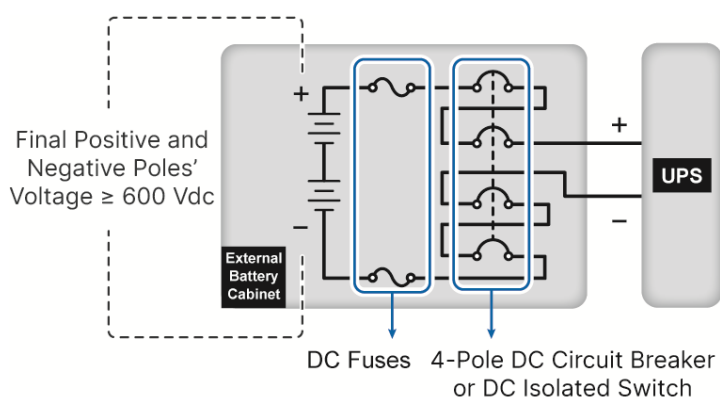 Final Positive and
Negative Poles'
Voltage ≥ 600 Vdc
+
−
External
Battery
Cabinet
+
−
UPS
DC Fuses
4-Pole DC Circuit Breaker
or DC Isolated Switch